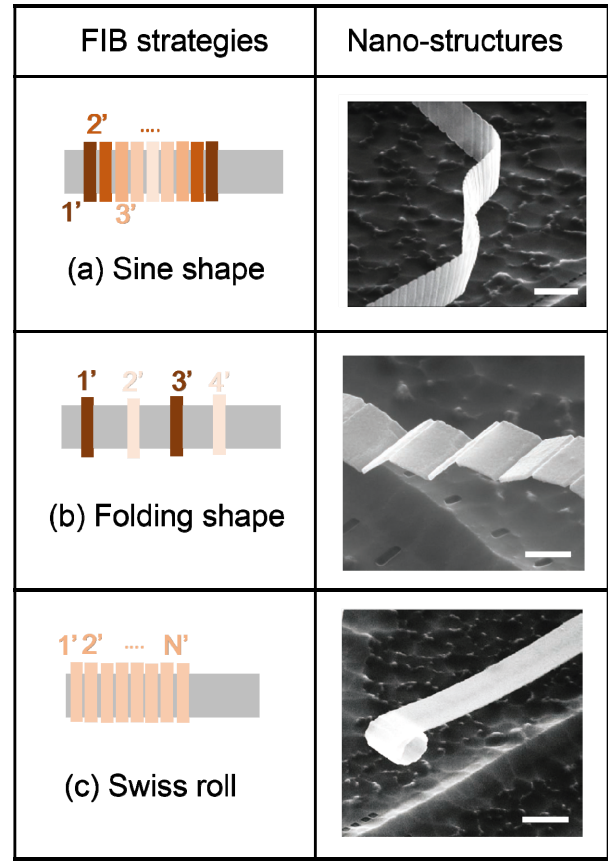 FIB strategies
Nano-structures
2' ....
1' 3'
(a) Sine shape
1' 2' 3' 4'
(b) Folding shape
1' 2' .... N'
(c) Swiss roll